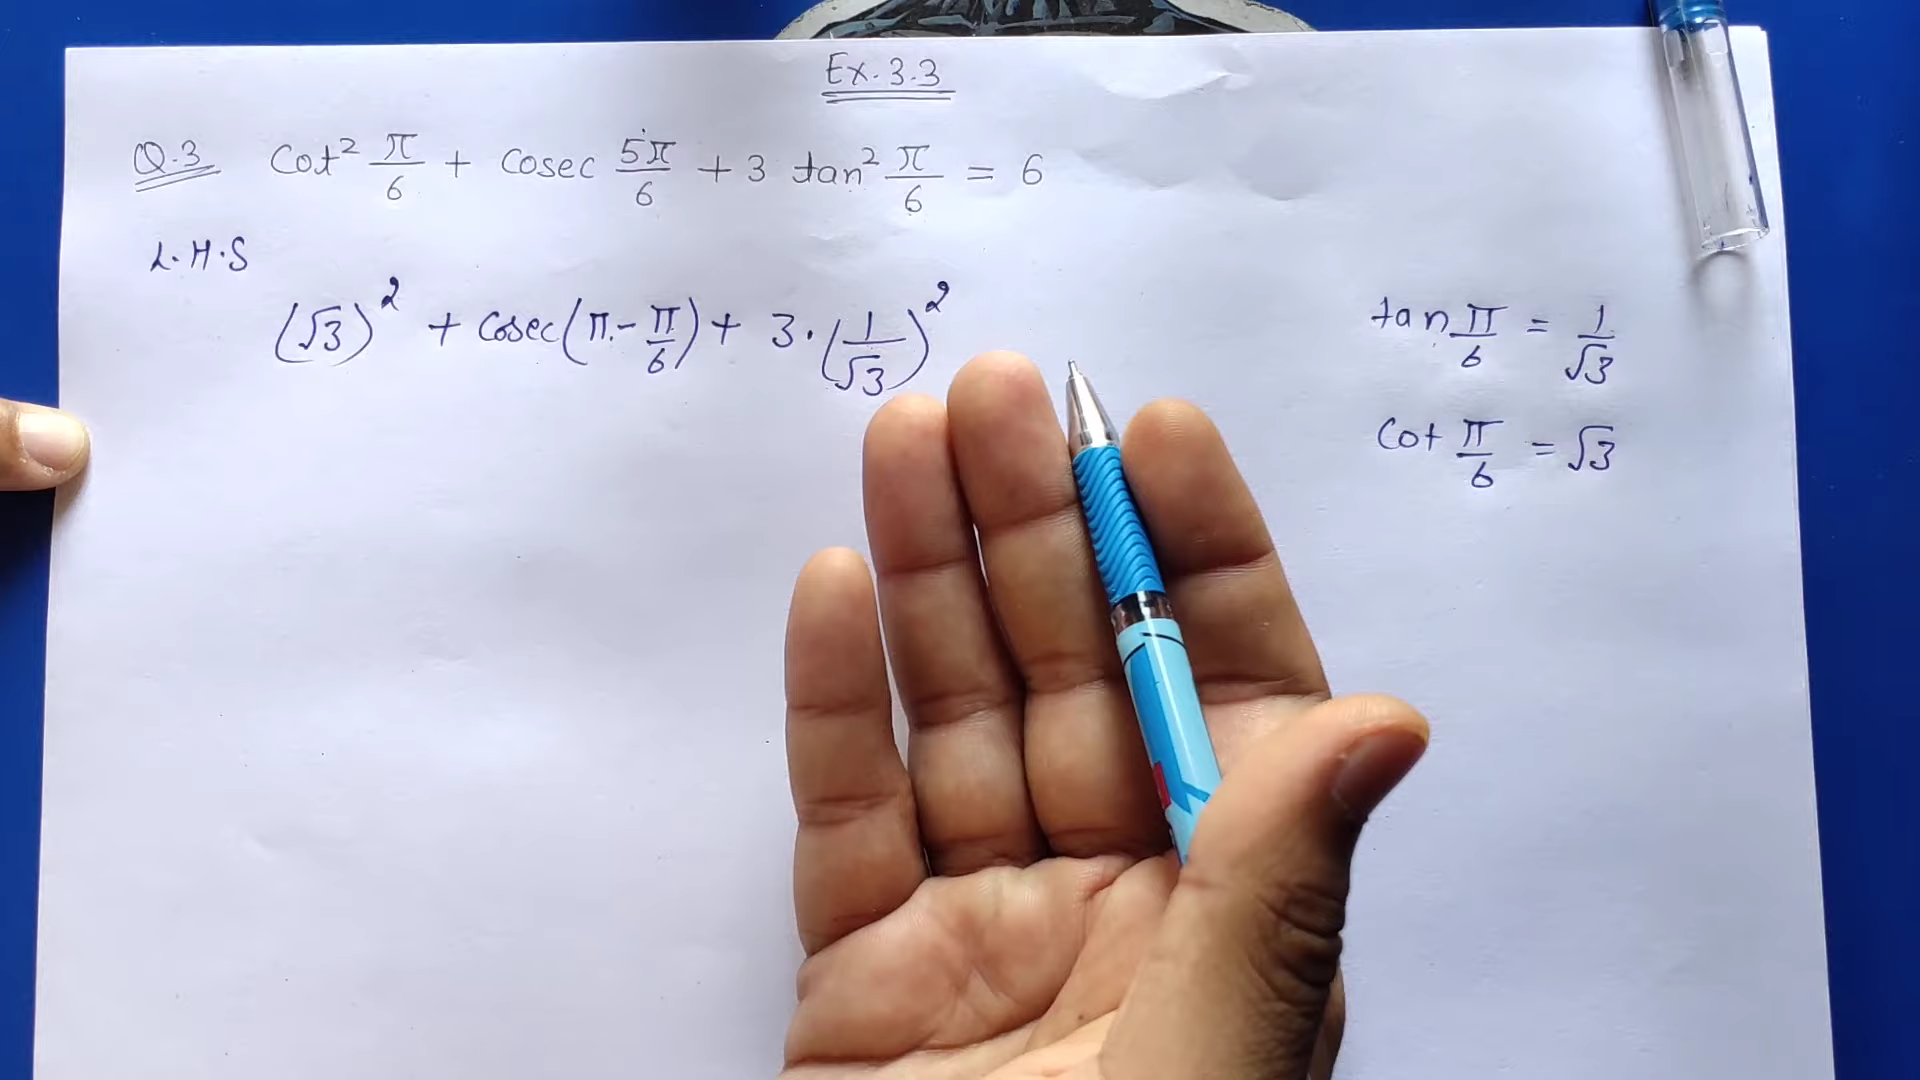 Ex. 3.3
Q.3 Cot² π/6 + Cosec 5π/6 + 3 tan² π/6 = 6
L.H.S
(√3)² + Cosec(π - π/6) + 3·(1/√3)²
tan π/6 = 1/√3
Cot π/6 = √3